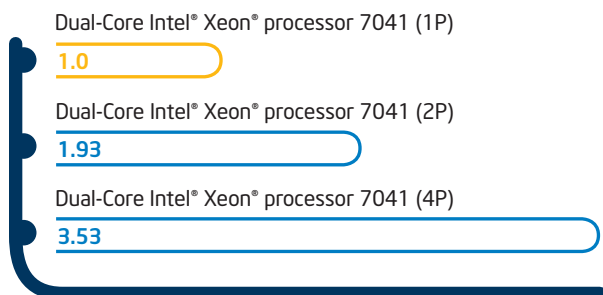 Dual-Core Intel® Xeon® processor 7041 (1P)
1.0
Dual-Core Intel® Xeon® processor 7041 (2P)
1.93
Dual-Core Intel® Xeon® processor 7041 (4P)
3.53